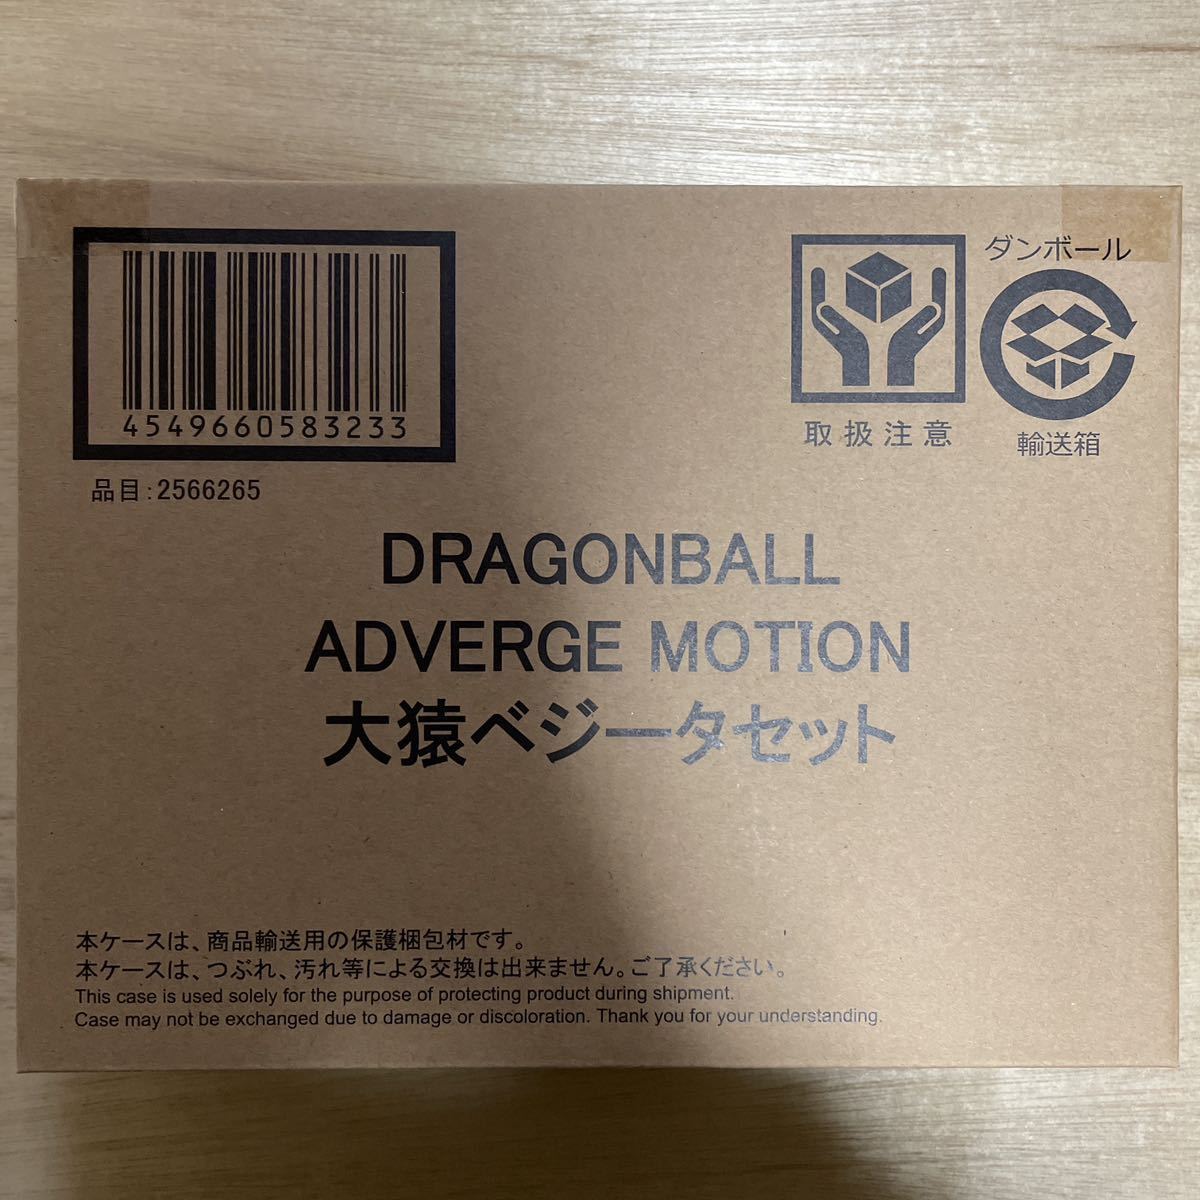 4549660583233
品目:2566265
取扱注意
ダンボール
輸送箱
DRAGONBALL
ADVERGE MOTION
大猿ベジータセット
本ケースは、商品輸送用の保護梱包材です。
本ケースは、つぶれ、汚れ等による交換は出来ません。ご了承ください。
This case is used solely for the purpose of protecting product during shipment.
Case may not be exchanged due to damage or discoloration. Thank you for your understanding.